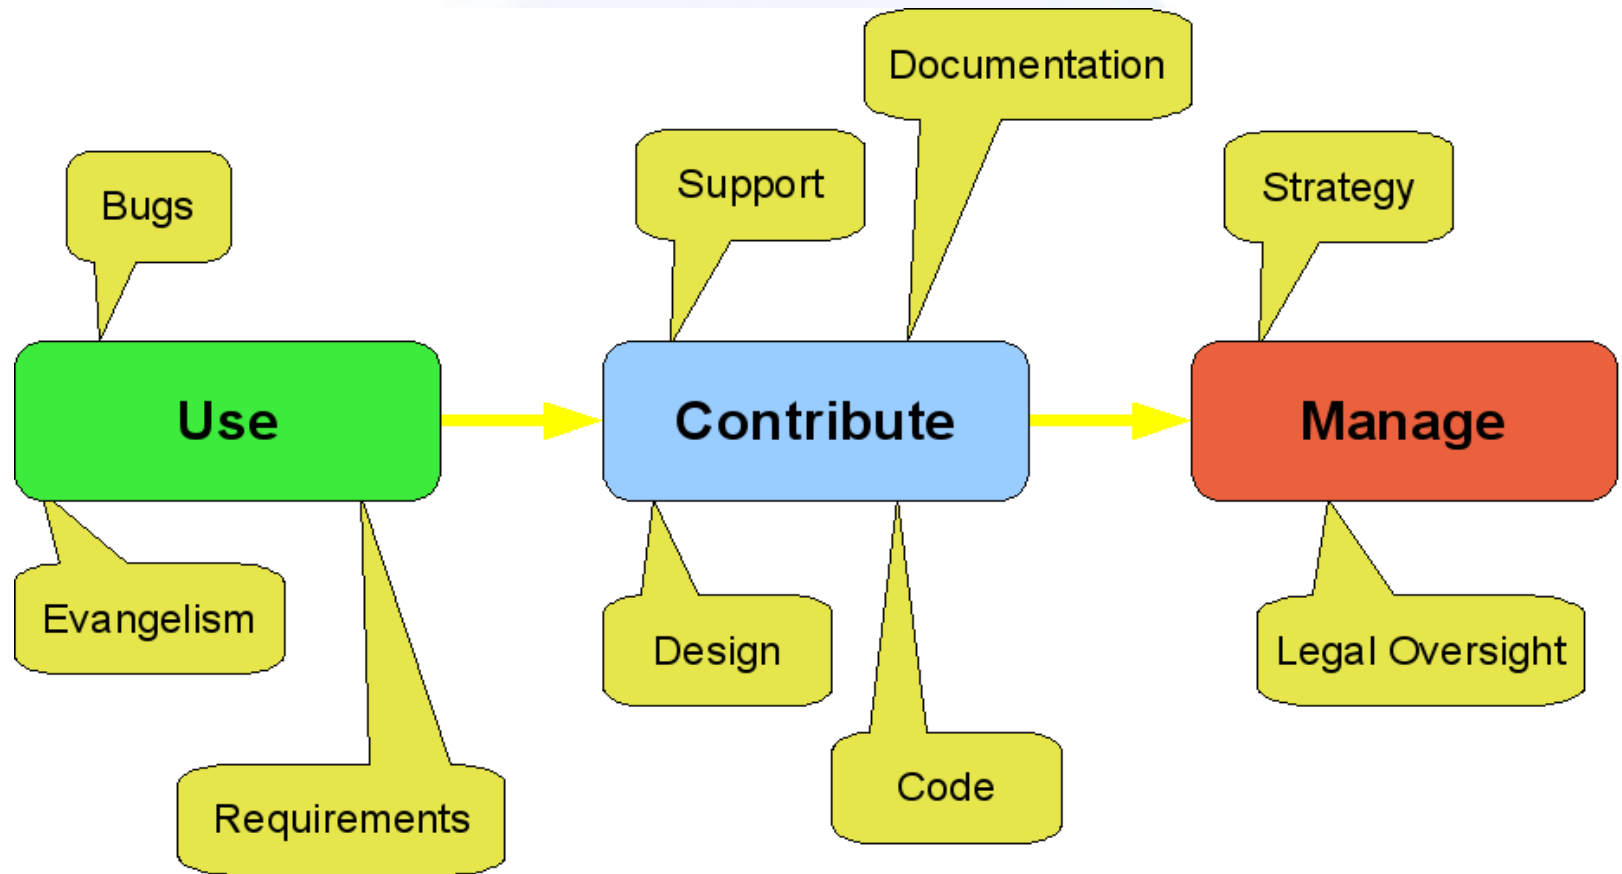 Documentation
Support
Strategy
Bugs
Use
Contribute
Manage
Evangelism
Design
Legal Oversight
Code
Requirements